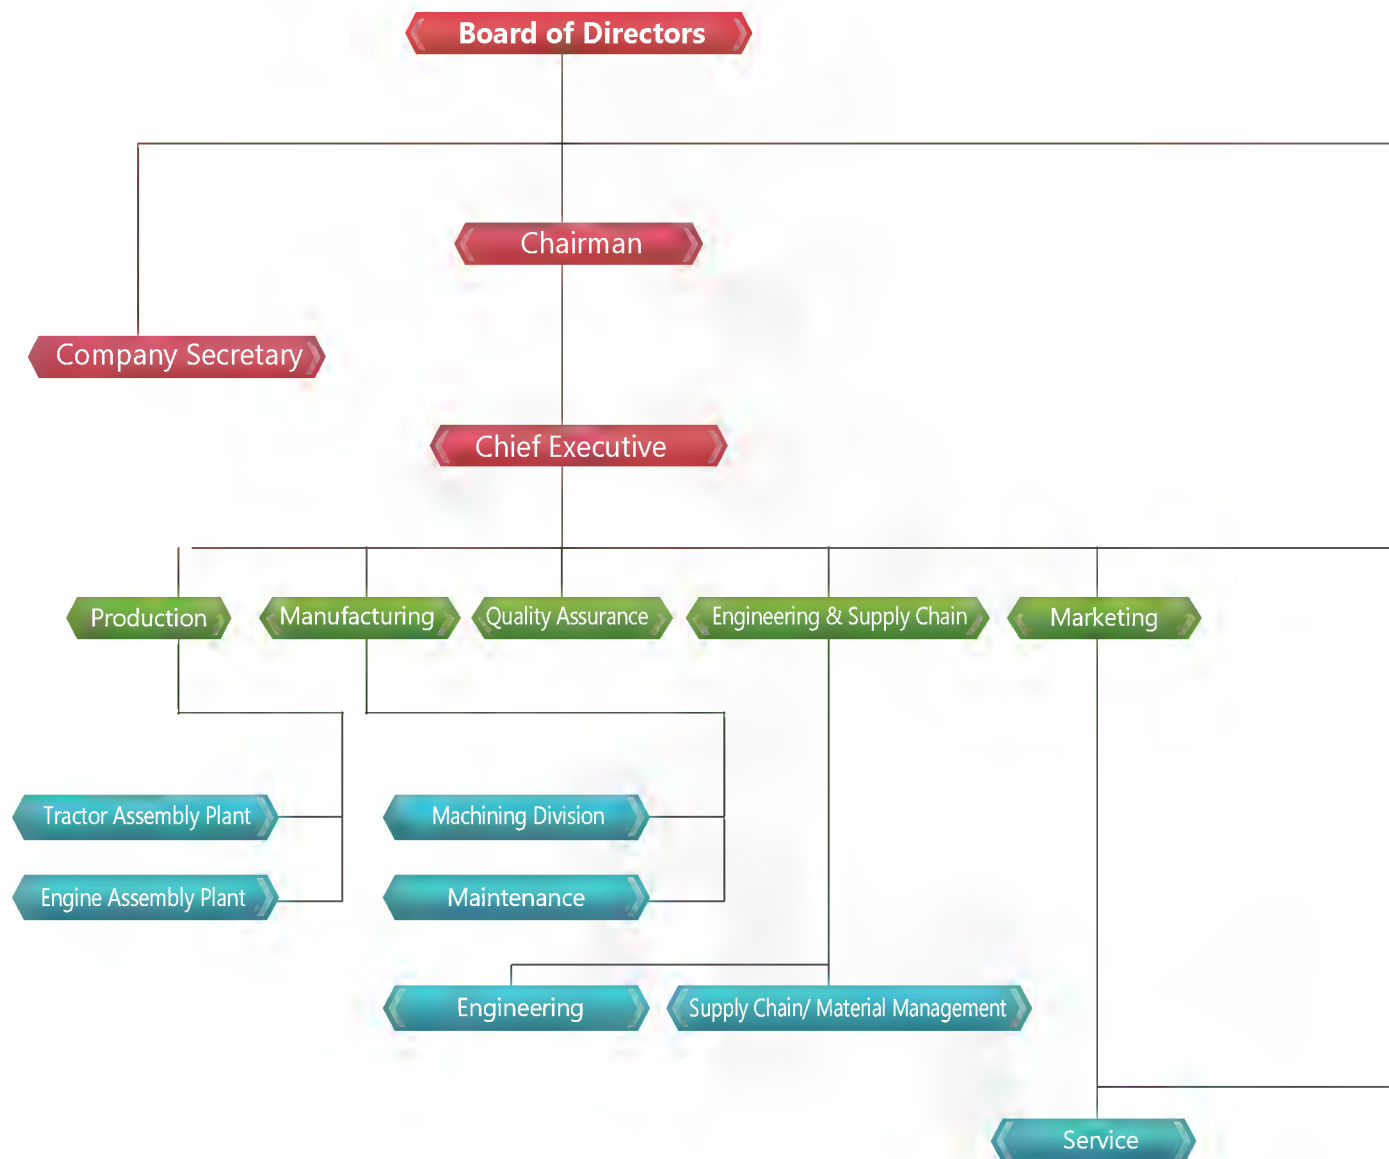 Board of Directors
Chairman
Company Secretary
Chief Executive
Production
Manufacturing
Quality Assurance
Engineering & Supply Chain
Marketing
Tractor Assembly Plant
Machining Division
Engine Assembly Plant
Maintenance
Engineering
Supply Chain/ Material Management
Service